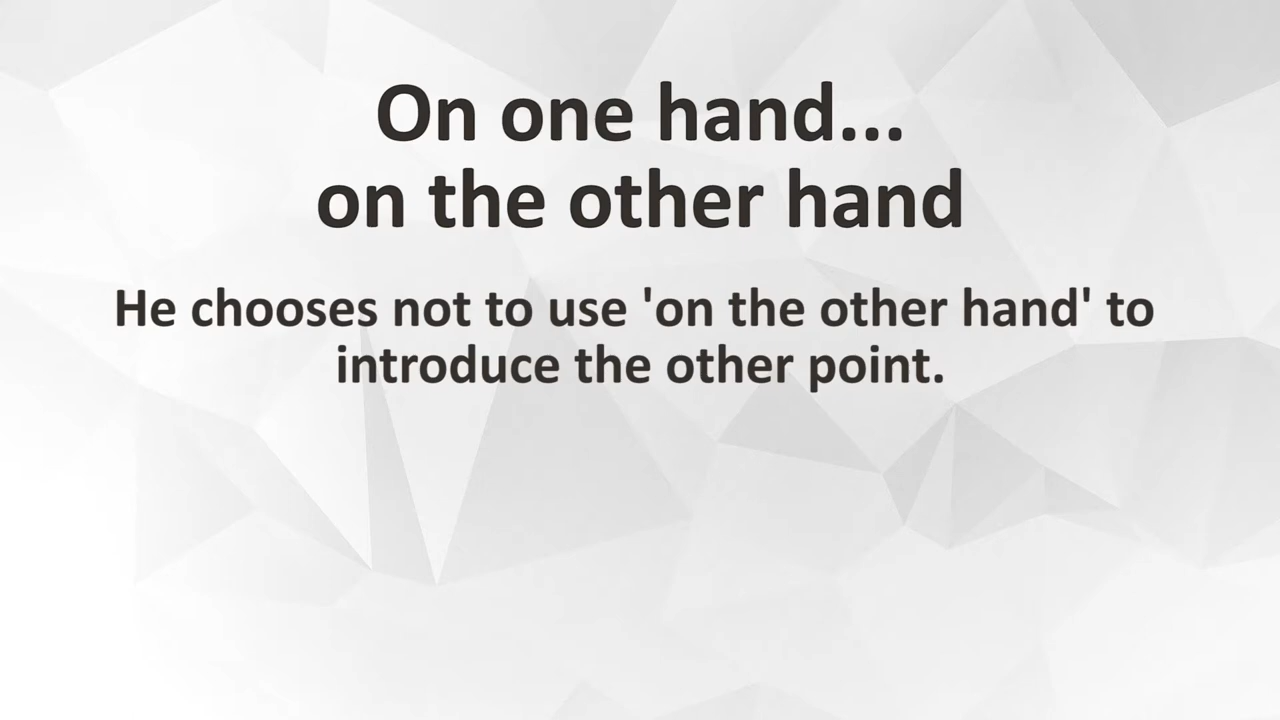 On one hand...
on the other hand
He chooses not to use 'on the other hand' to
introduce the other point.